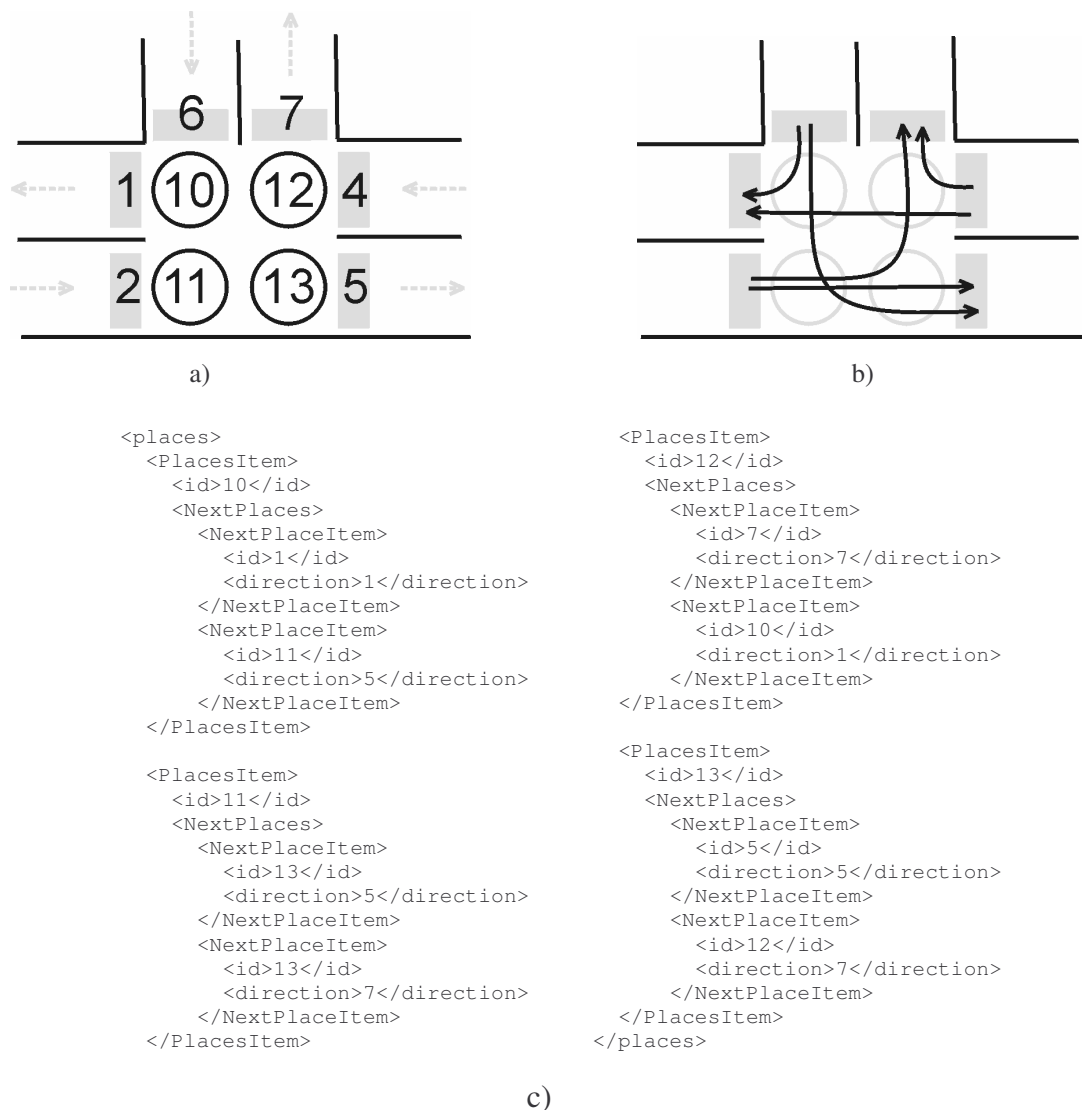 6 7
1 10 12 4
2 11 13 5
a)
b)
<places>
  <PlacesItem>
    <id>10</id>
    <NextPlaces>
      <NextPlaceItem>
        <id>1</id>
        <direction>1</direction>
      </NextPlaceItem>
      <NextPlaceItem>
        <id>11</id>
        <direction>5</direction>
      </NextPlaceItem>
  </PlacesItem>
  <PlacesItem>
    <id>11</id>
    <NextPlaces>
      <NextPlaceItem>
        <id>13</id>
        <direction>5</direction>
      </NextPlaceItem>
      <NextPlaceItem>
        <id>13</id>
        <direction>7</direction>
      </NextPlaceItem>
  </PlacesItem>
  <PlacesItem>
    <id>12</id>
    <NextPlaces>
      <NextPlaceItem>
        <id>7</id>
        <direction>7</direction>
      </NextPlaceItem>
      <NextPlaceItem>
        <id>10</id>
        <direction>1</direction>
      </NextPlaceItem>
  </PlacesItem>
  <PlacesItem>
    <id>13</id>
    <NextPlaces>
      <NextPlaceItem>
        <id>5</id>
        <direction>5</direction>
      </NextPlaceItem>
      <NextPlaceItem>
        <id>12</id>
        <direction>7</direction>
      </NextPlaceItem>
  </PlacesItem>
</places>
c)